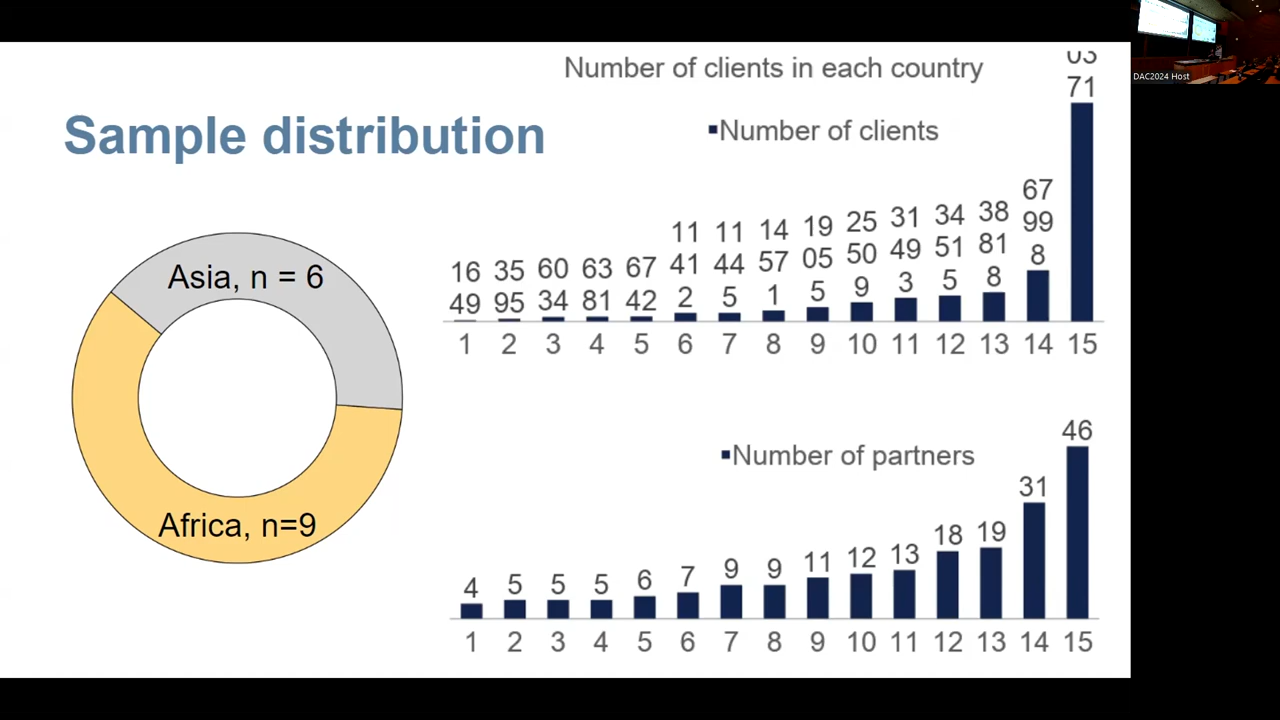 Sample distribution
Asia, n = 6
Africa, n=9
Number of clients in each country
Number of clients
16 35 60 63 67 11 11 14 19 25 31 34 38 67 71
49 95 34 81 42 41 44 57 05 50 49 51 81 99
2 5 1 5 9 3 5 8 8
1 2 3 4 5 6 7 8 9 10 11 12 13 14 15
Number of partners
4 5 5 5 6 7 9 9 11 12 13 18 19 31 46
1 2 3 4 5 6 7 8 9 10 11 12 13 14 15
DAC2024 Host